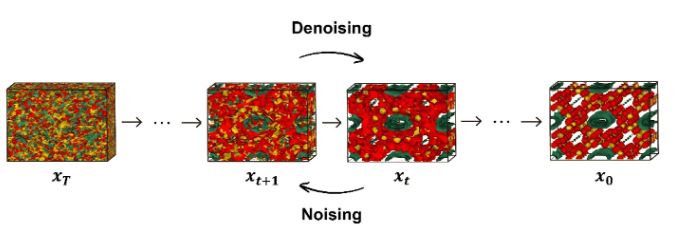 Denoising
x_T → ⋯ → x_{t+1} → x_t → ⋯ → x_0
Noising